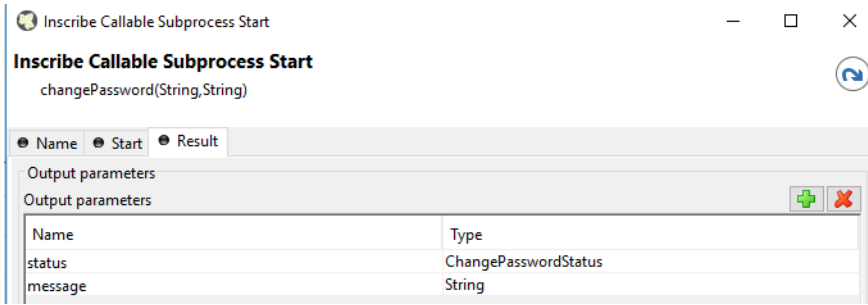 Inscribe Callable Subprocess Start
Inscribe Callable Subprocess Start
changePassword(String,String)
Name Start Result
Output parameters
Output parameters
Name Type
status ChangePasswordStatus
message String